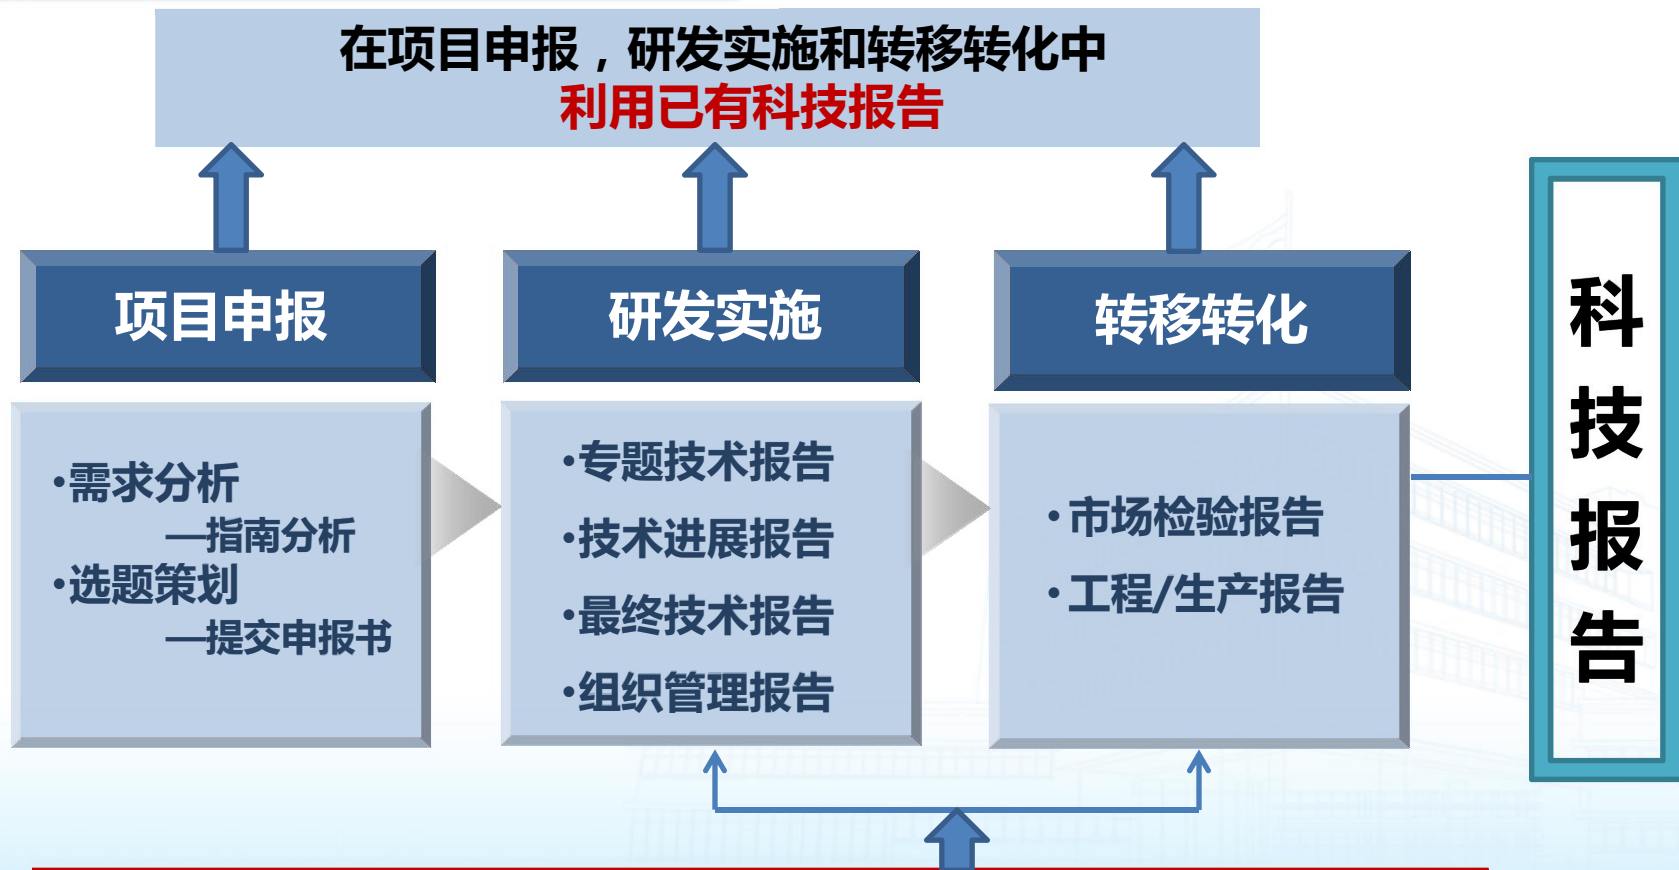 在项目申报，研发实施和转移转化中
利用已有科技报告
项目申报
研发实施
转移转化
•需求分析
—指南分析
•选题策划
—提交申报书
•专题技术报告
•技术进展报告
•最终技术报告
•组织管理报告
•市场检验报告
•工程/生产报告
科技报告